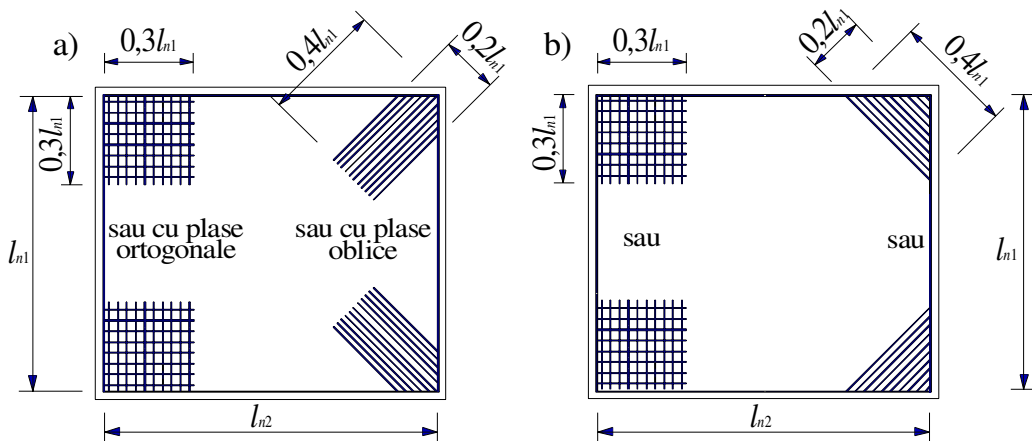 a)
0,3ln1
0,4ln1
0,2ln1
0,3ln1
sau cu plase
ortogonale
sau cu plase
oblice
ln1
ln2
b)
0,3ln1
0,2ln1
0,4ln1
0,3ln1
sau
sau
ln1
ln2